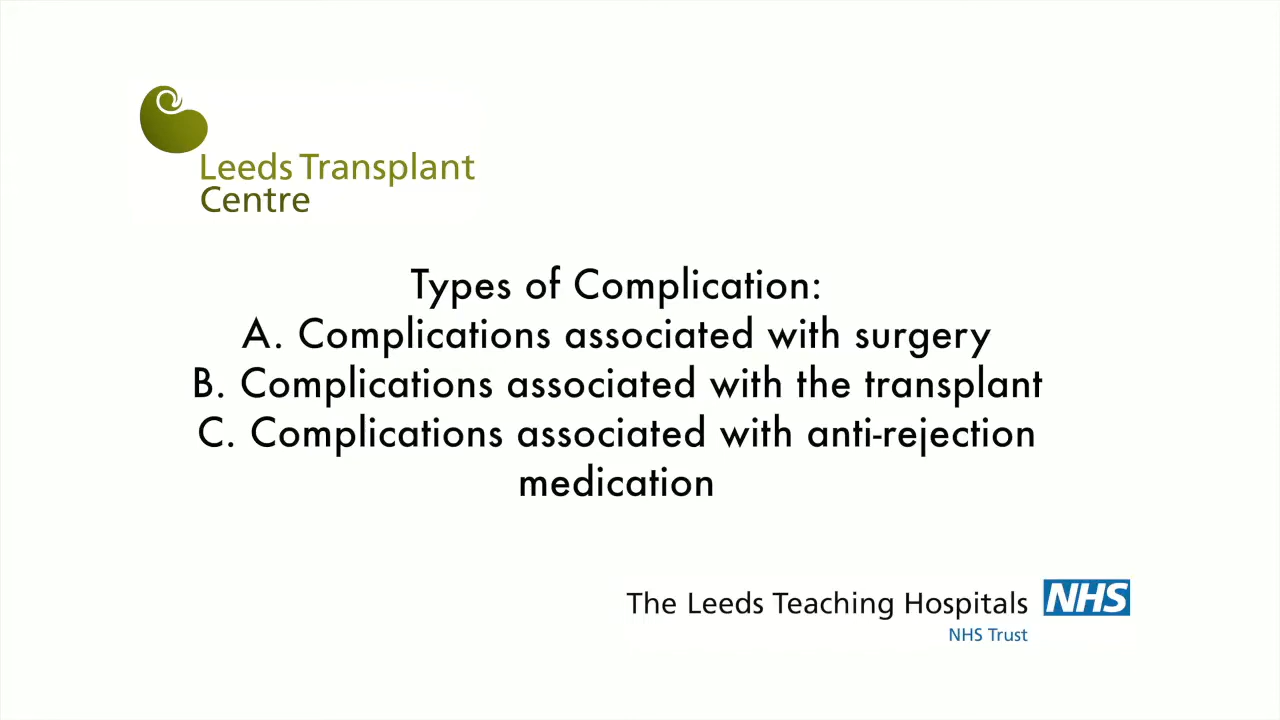 Leeds Transplant
Centre
Types of Complication:
A. Complications associated with surgery
B. Complications associated with the transplant
C. Complications associated with anti-rejection
medication
The Leeds Teaching Hospitals NHS
NHS Trust